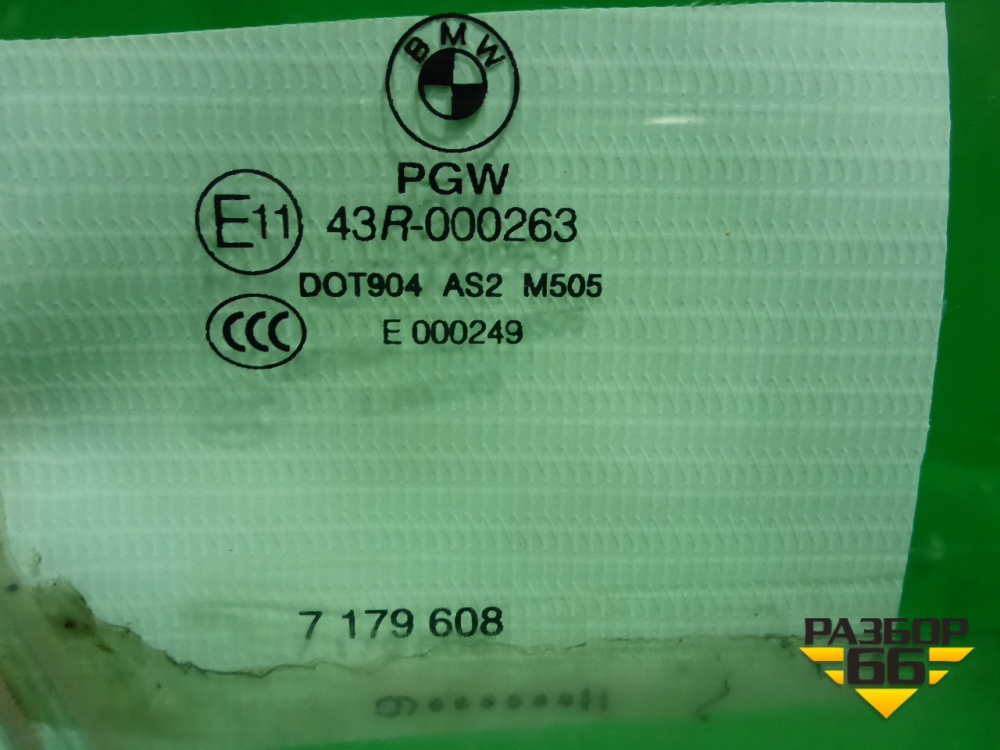 BMW
PGW
E11 43R-000263
DOT904 AS2 M505
CCC E 000249
7 179 608
РАЗБОР
66